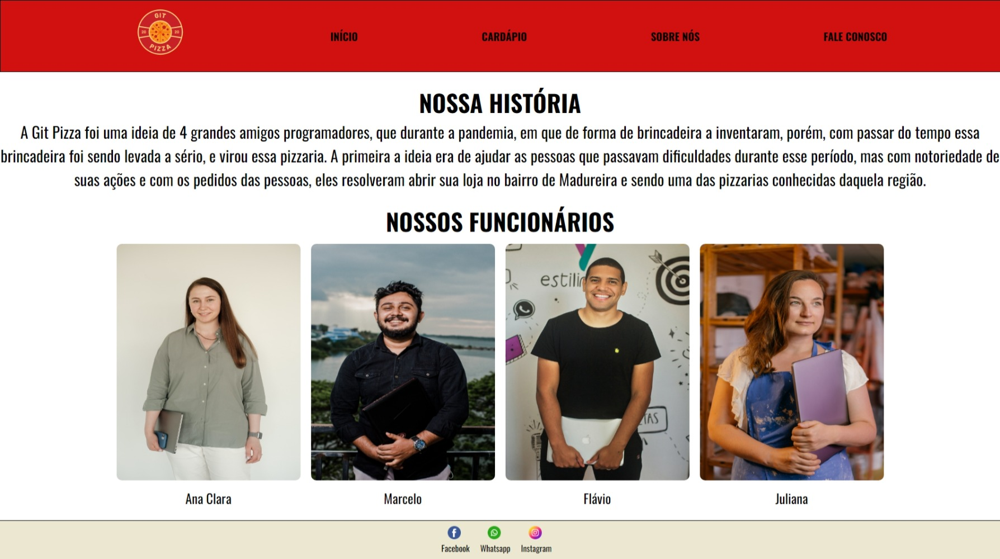 GIT
20 20
PIZZA
INÍCIO
CARDÁPIO
SOBRE NÓS
FALE CONOSCO
NOSSA HISTÓRIA
A Git Pizza foi uma ideia de 4 grandes amigos programadores, que durante a pandemia, em que de forma de brincadeira a inventaram, porém, com passar do tempo essa
brincadeira foi sendo levada a sério, e virou essa pizzaria. A primeira a ideia era de ajudar as pessoas que passavam dificuldades durante esse período, mas com notoriedade de
suas ações e com os pedidos das pessoas, eles resolveram abrir sua loja no bairro de Madureira e sendo uma das pizzarias conhecidas daquela região.
NOSSOS FUNCIONÁRIOS
Ana Clara
Marcelo
Flávio
Juliana
Facebook
Whatsapp
Instagram